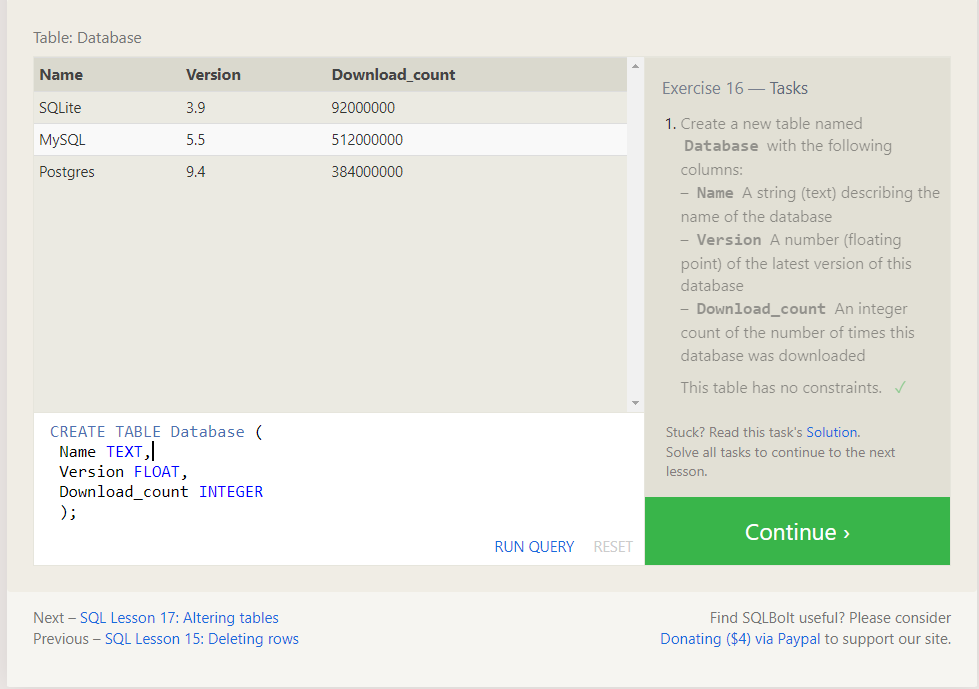 Table: Database
Name Version Download_count
SQLite 3.9 92000000
MySQL 5.5 512000000
Postgres 9.4 384000000
Exercise 16 — Tasks
1. Create a new table named
Database with the following
columns:
– Name A string (text) describing the
name of the database
– Version A number (floating
point) of the latest version of this
database
– Download_count An integer
count of the number of times this
database was downloaded
This table has no constraints. ✓
Stuck? Read this task's Solution.
Solve all tasks to continue to the next
lesson.
Continue ›
CREATE TABLE Database (
Name TEXT,
Version FLOAT,
Download_count INTEGER
);
RUN QUERY RESET
Next – SQL Lesson 17: Altering tables
Previous – SQL Lesson 15: Deleting rows
Find SQLBolt useful? Please consider
Donating ($4) via Paypal to support our site.